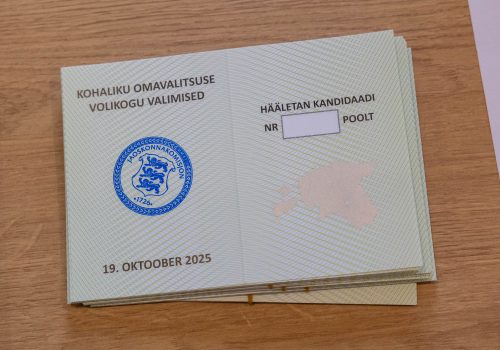 KOHALIKU OMAVALITSUSE
VOLIKOGU VALIMISED
JAOSKONNAKOMISJON
1726
19. OKTOOBER 2025
HÄÄLETAN KANDIDAADI
NR POOLT